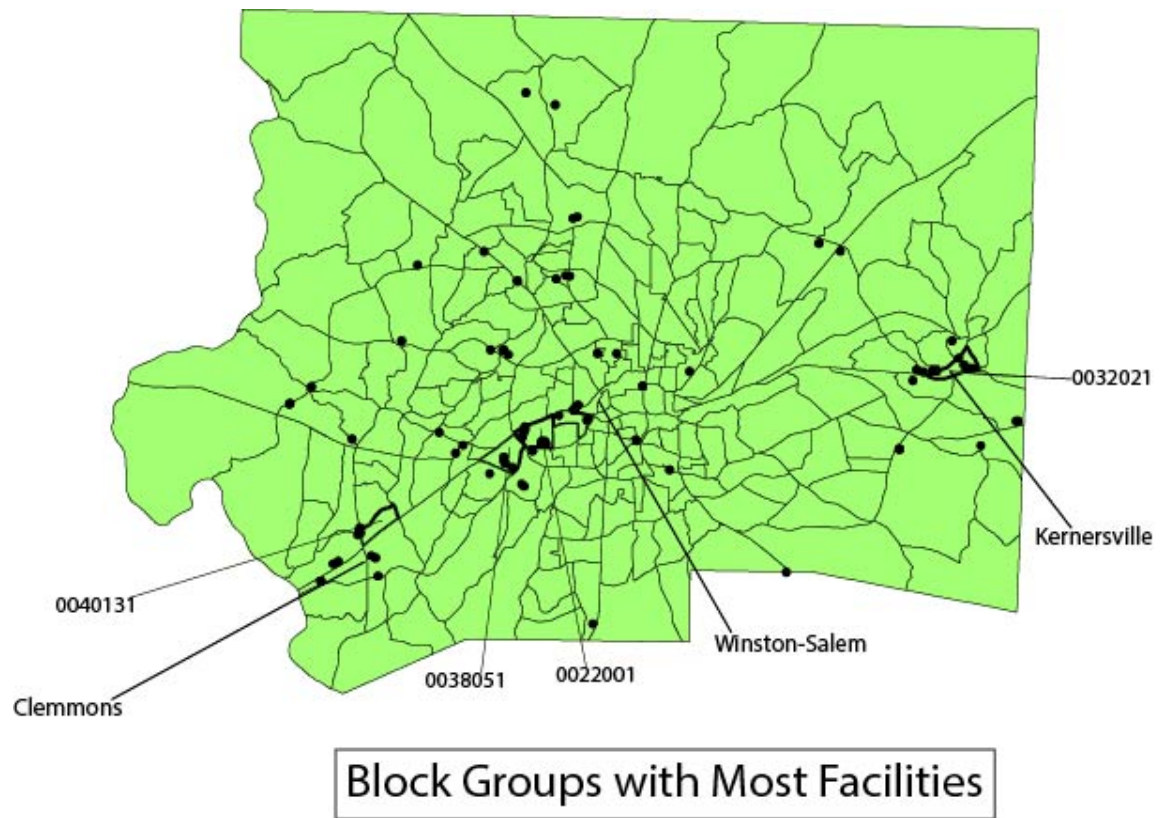 0032021
Kernersville
0040131
Winston-Salem
0038051
0022001
Clemmons
Block Groups with Most Facilities